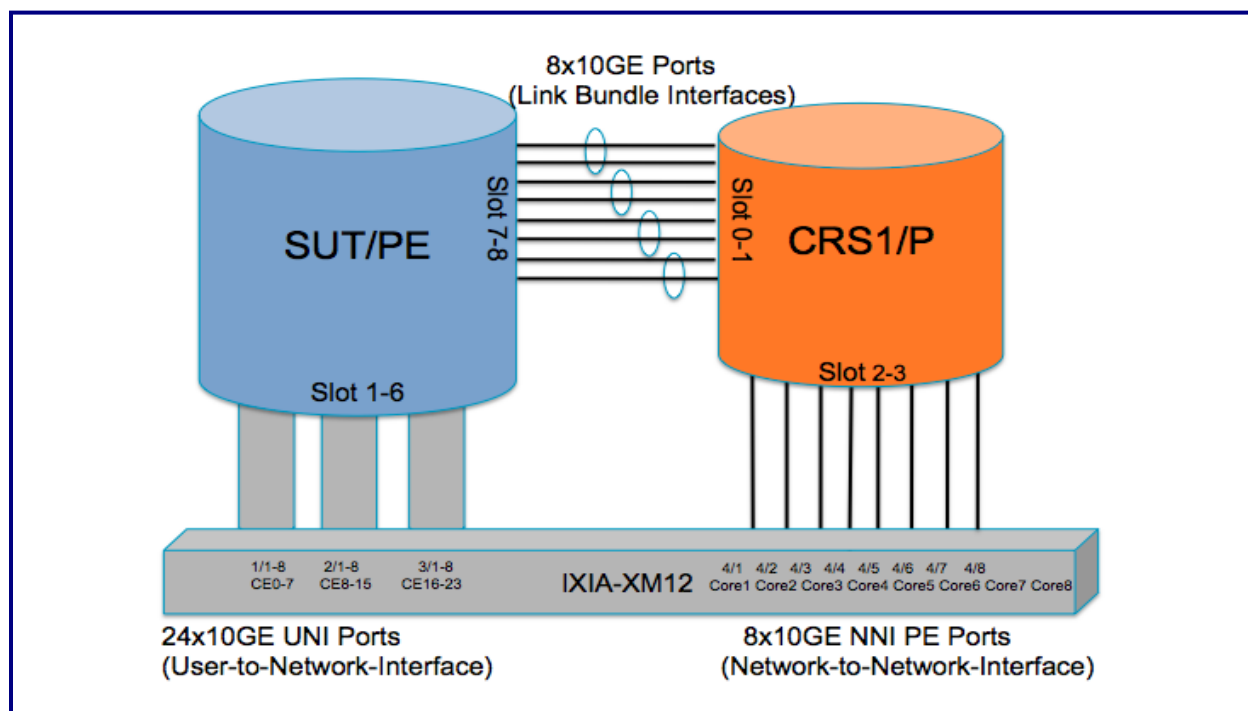 8x10GE Ports
(Link Bundle Interfaces)
Slot 7-8
Slot 0-1
SUT/PE
CRS1/P
Slot 1-6
Slot 2-3
1/1-8 2/1-8 3/1-8
CE0-7 CE8-15 CE16-23
IXIA-XM12
4/1 4/2 4/3 4/4 4/5 4/6 4/7 4/8
Core1 Core2 Core3 Core4 Core5 Core6 Core7 Core8
24x10GE UNI Ports
(User-to-Network-Interface)
8x10GE NNI PE Ports
(Network-to-Network-Interface)